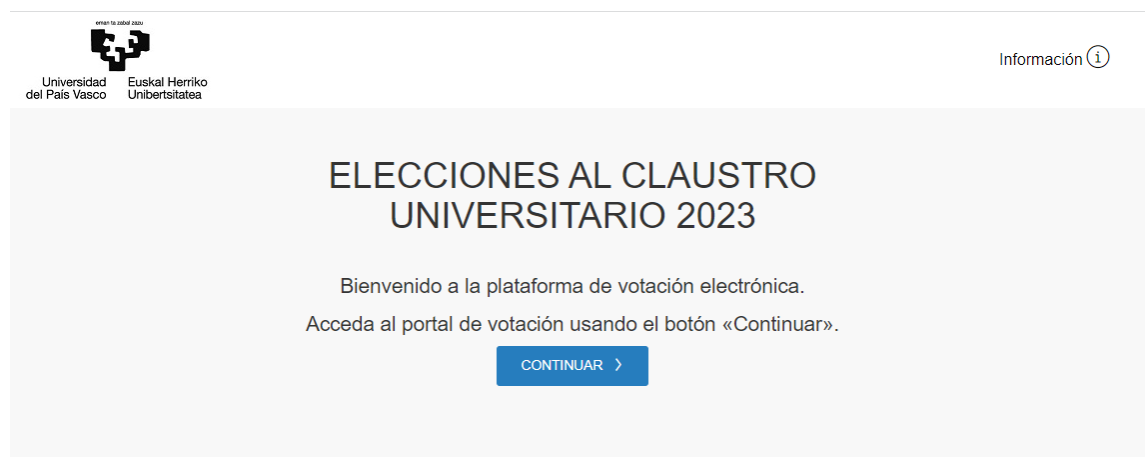 eman ta zabal zazu
Universidad
del País Vasco
Euskal Herriko
Unibertsitatea
Información i
ELECCIONES AL CLAUSTRO
UNIVERSITARIO 2023
Bienvenido a la plataforma de votación electrónica.
Acceda al portal de votación usando el botón «Continuar».
CONTINUAR